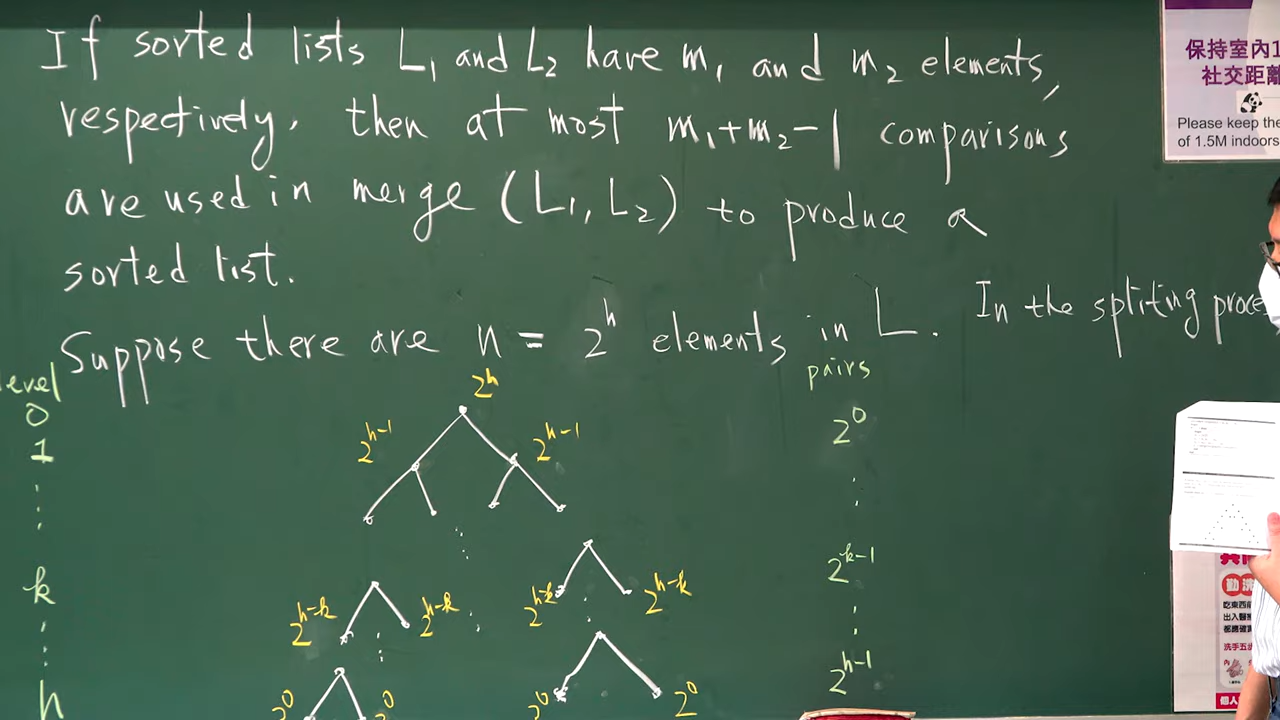 If sorted lists L₁ and L₂ have m₁ and m₂ elements,
respectively, then at most m₁+m₂-1 comparisons
are used in merge (L₁, L₂) to produce a
sorted list.
Suppose there are n = 2^h elements in L. In the spliting proce
level
pairs
0
2^h
2^0
1
2^{h-1}
2^{h-1}
k
2^{h-k}
2^{h-k}
2^{h-k}
2^{h-k}
2^{k-1}
h
2^0
2^0
2^0
2^0
2^{h-1}
保持室內1
社交距離
Please keep the
of 1.5M indoors